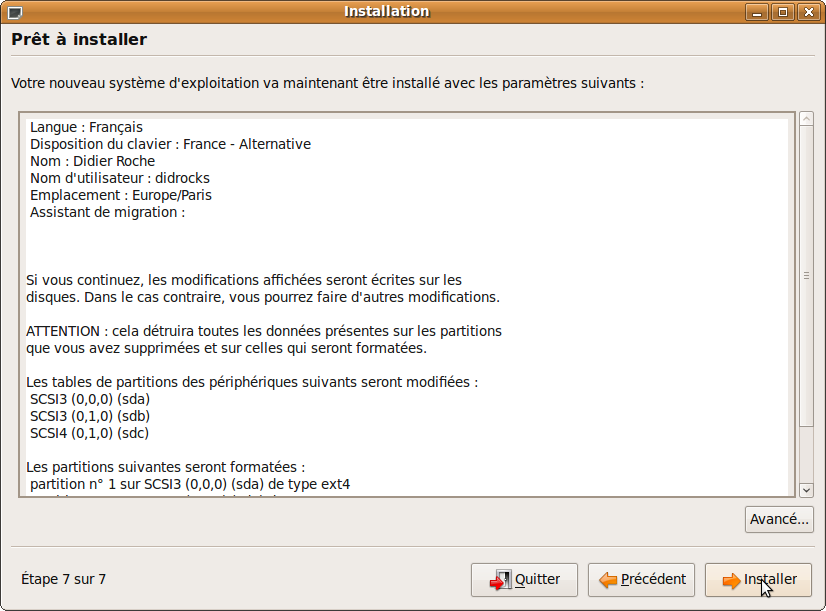 Installation
Prêt à installer
Votre nouveau système d'exploitation va maintenant être installé avec les paramètres suivants :
Langue : Français
Disposition du clavier : France - Alternative
Nom : Didier Roche
Nom d'utilisateur : didrocks
Emplacement : Europe/Paris
Assistant de migration :
Si vous continuez, les modifications affichées seront écrites sur les
disques. Dans le cas contraire, vous pourrez faire d'autres modifications.
ATTENTION : cela détruira toutes les données présentes sur les partitions
que vous avez supprimées et sur celles qui seront formatées.
Les tables de partitions des périphériques suivants seront modifiées :
SCSI3 (0,0,0) (sda)
SCSI3 (0,1,0) (sdb)
SCSI4 (0,1,0) (sdc)
Les partitions suivantes seront formatées :
partition n° 1 sur SCSI3 (0,0,0) (sda) de type ext4
Avancé...
Étape 7 sur 7
Quitter
Précédent
Installer